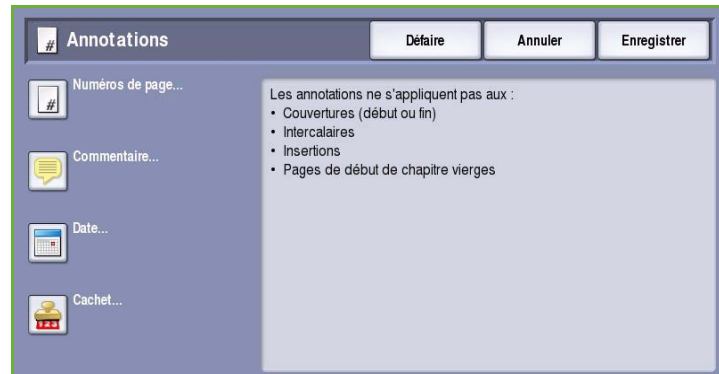 Annotations
Défaire
Annuler
Enregistrer
Numéros de page...
Commentaire...
Date...
Cachet...
Les annotations ne s'appliquent pas aux :
• Couvertures (début ou fin)
• Intercalaires
• Insertions
• Pages de début de chapitre vierges